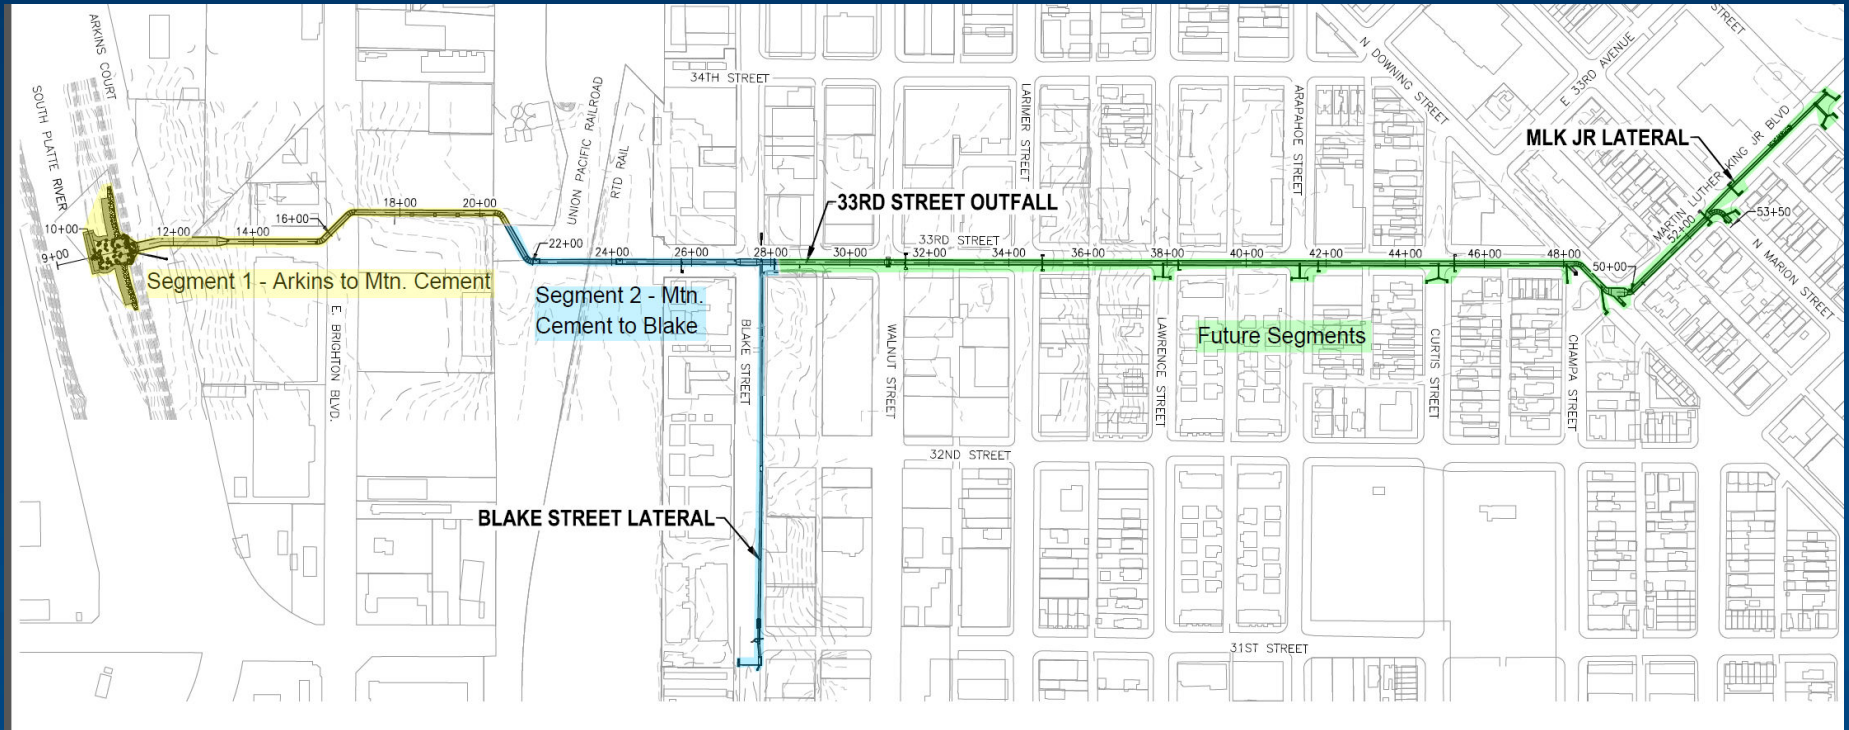 ARKINS COURT
SOUTH PLATTE RIVER
34TH STREET
UNION PACIFIC RAILROAD
RTD RAIL
LARIMER STREET
ARAPAHOE STREET
N DOWNING STREET
E 33RD AVENUE
STREET
MLK JR LATERAL
MARTIN LUTHER KING JR BLVD
33RD STREET OUTFALL
33RD STREET
9+00
10+00
12+00
14+00
16+00
18+00
20+00
22+00
24+00
26+00
28+00
30+00
32+00
34+00
36+00
38+00
40+00
42+00
44+00
46+00
48+00
50+00
52+00
53+50
N MARION STREET
Segment 1 - Arkins to Mtn. Cement
Segment 2 - Mtn.
Cement to Blake
Future Segments
E. BRIGHTON BLVD.
BLAKE STREET
WALNUT STREET
LAWRENCE STREET
CURTIS STREET
CHAMPA STREET
32ND STREET
BLAKE STREET LATERAL
31ST STREET